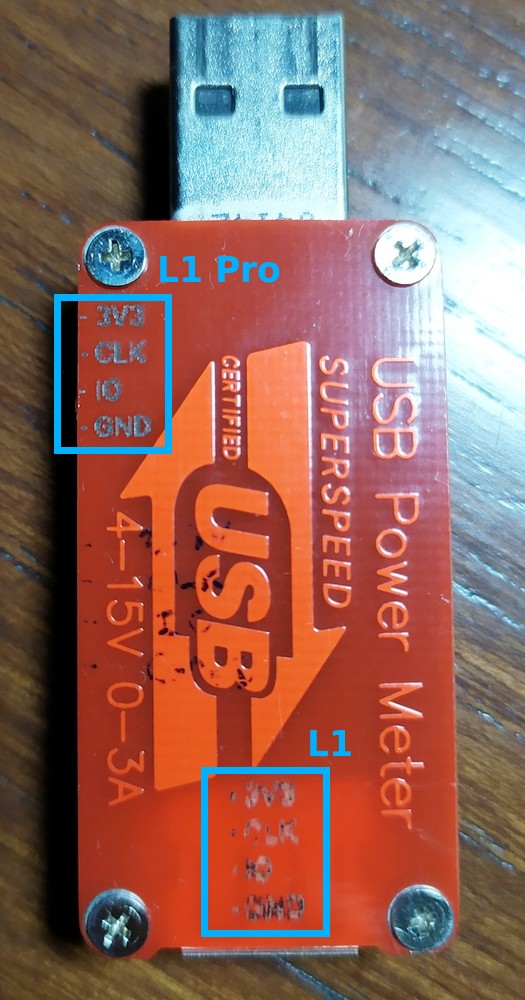 L1 Pro
3V3
CLK
IO
GND
CERTIFIED
SUPERSPEED
USB
USB Power Meter
4—15V 0—3A
L1
3V3
CLK
IO
GND